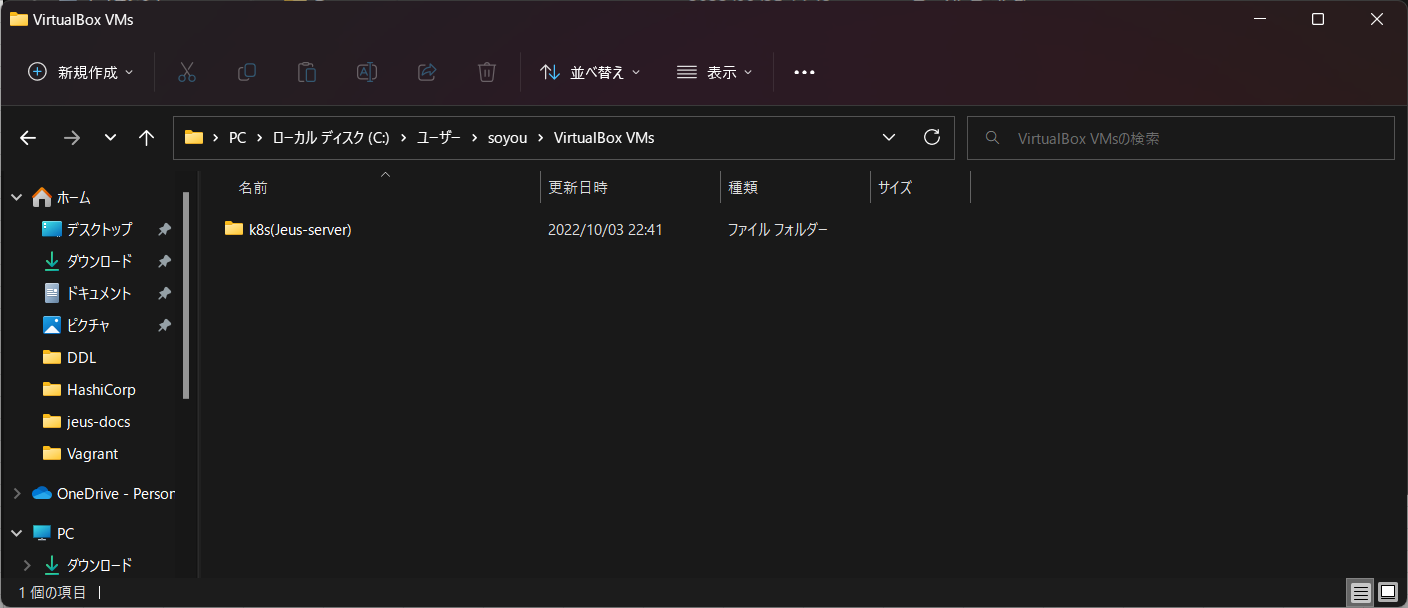 VirtualBox VMs
新規作成
並べ替え
表示
PC
ローカル ディスク (C:)
ユーザー
soyou
VirtualBox VMs
VirtualBox VMsの検索
名前
更新日時
種類
サイズ
k8s(Jeus-server)
2022/10/03 22:41
ファイル フォルダー
ホーム
デスクトップ
ダウンロード
ドキュメント
ピクチャ
DDL
HashiCorp
jeus-docs
Vagrant
OneDrive - Person
PC
ダウンロード
1 個の項目